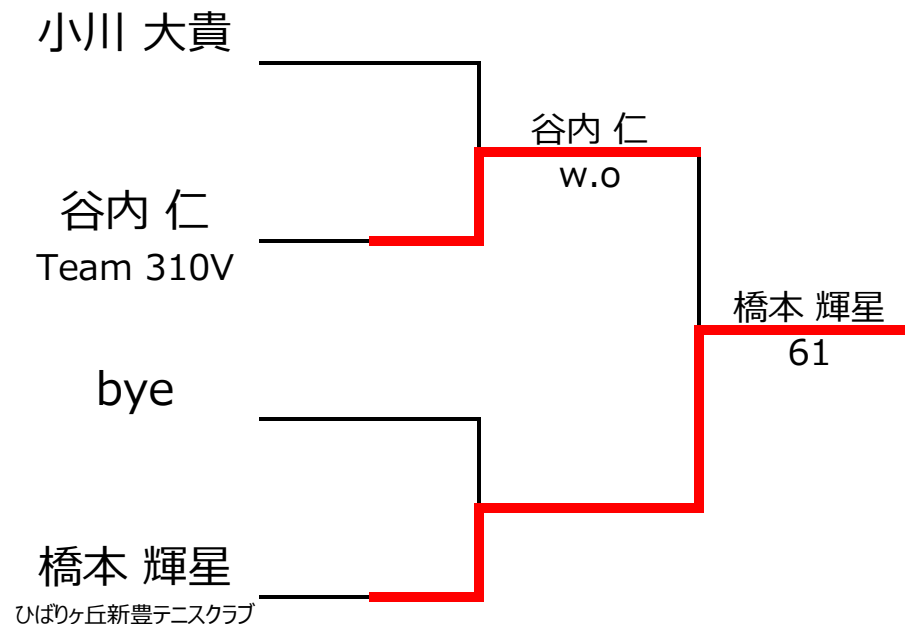 小川 大貴
谷内 仁
w.o
谷内 仁
Team 310V
橋本 輝星
61
bye
橋本 輝星
ひばりヶ丘新豊テニスクラブ